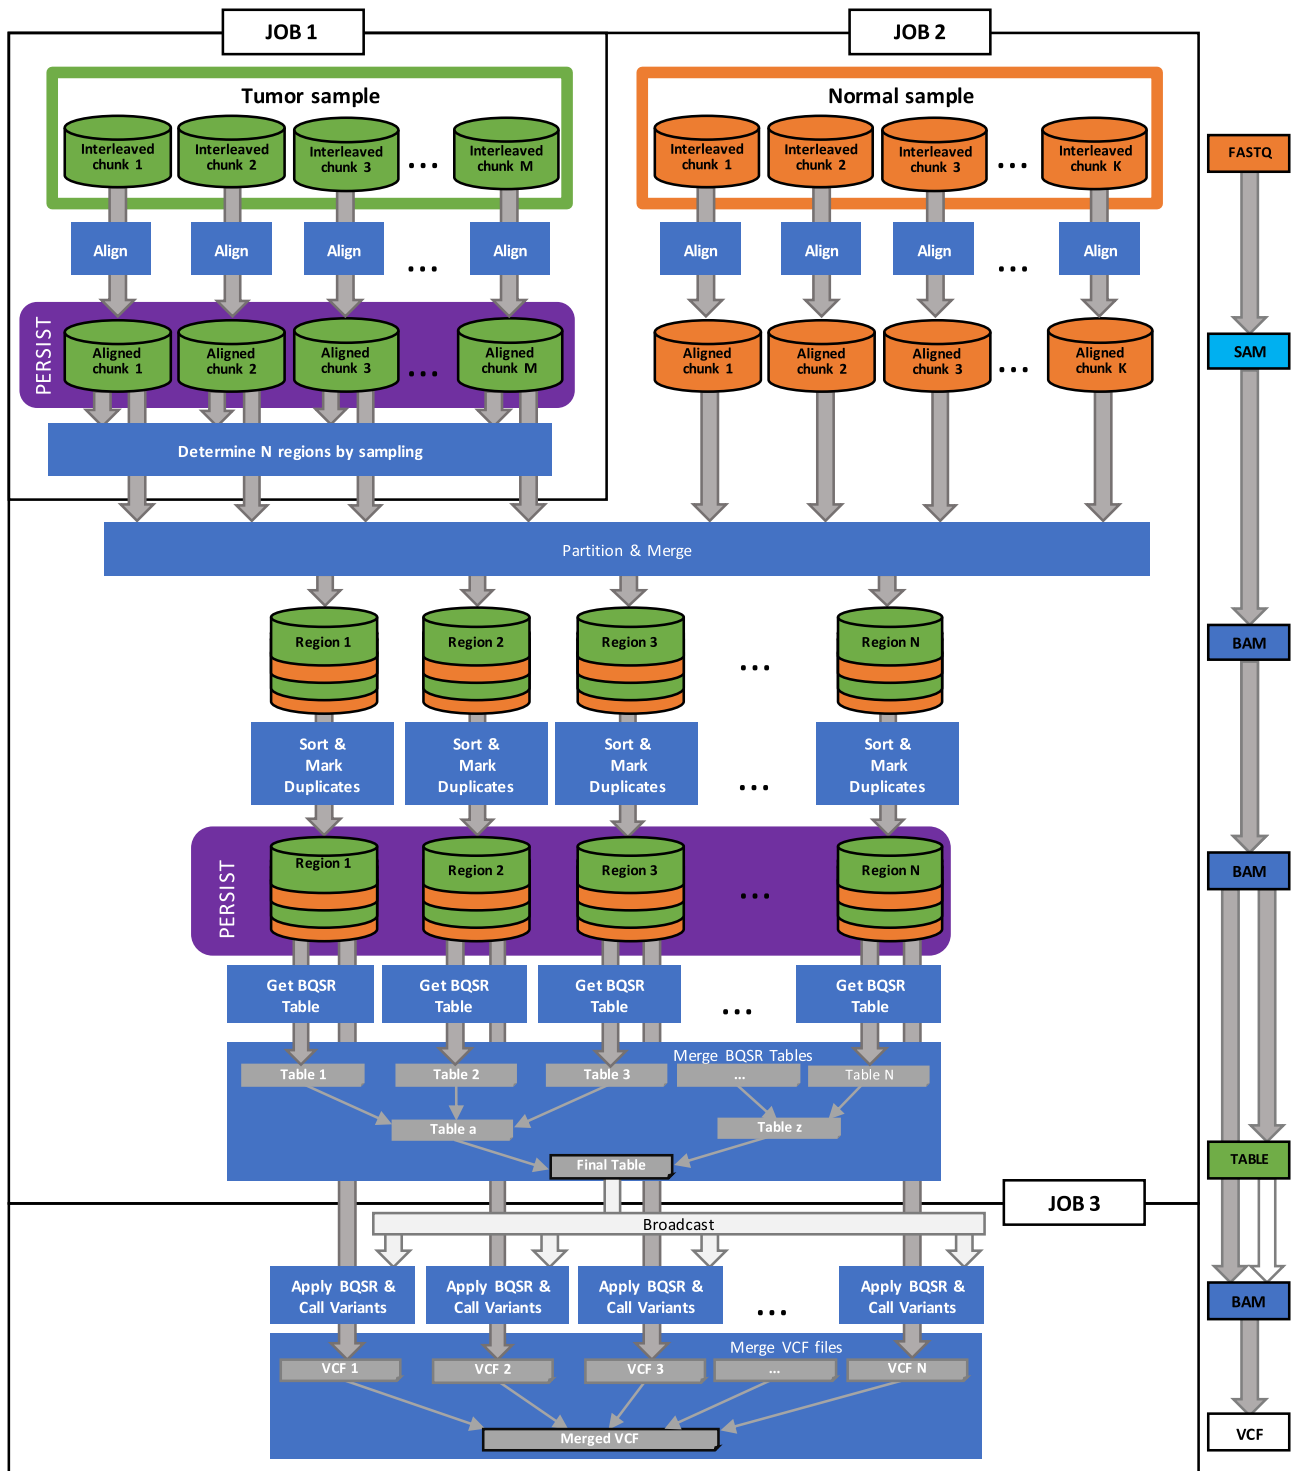 JOB 1
JOB 2
Tumor sample
Normal sample
Interleaved
chunk 1
Interleaved
chunk 2
Interleaved
chunk 3
...
Interleaved
chunk M
Interleaved
chunk 1
Interleaved
chunk 2
Interleaved
chunk 3
...
Interleaved
chunk K
FASTQ
Align
Align
Align
...
Align
Align
Align
Align
...
Align
PERSIST
Aligned
chunk 1
Aligned
chunk 2
Aligned
chunk 3
...
Aligned
chunk M
Aligned
chunk 1
Aligned
chunk 2
Aligned
chunk 3
...
Aligned
chunk K
SAM
Determine N regions by sampling
Partition & Merge
Region 1
Region 2
Region 3
...
Region N
BAM
Sort &
Mark
Duplicates
Sort &
Mark
Duplicates
Sort &
Mark
Duplicates
...
Sort &
Mark
Duplicates
PERSIST
Region 1
Region 2
Region 3
...
Region N
BAM
Get BQSR
Table
Get BQSR
Table
Get BQSR
Table
...
Get BQSR
Table
Merge BQSR Tables
Table 1
Table 2
Table 3
...
Table N
Table a
Table z
Final Table
TABLE
JOB 3
Broadcast
Apply BQSR &
Call Variants
Apply BQSR &
Call Variants
Apply BQSR &
Call Variants
...
Apply BQSR &
Call Variants
BAM
Merge VCF files
VCF 1
VCF 2
VCF 3
...
VCF N
Merged VCF
VCF